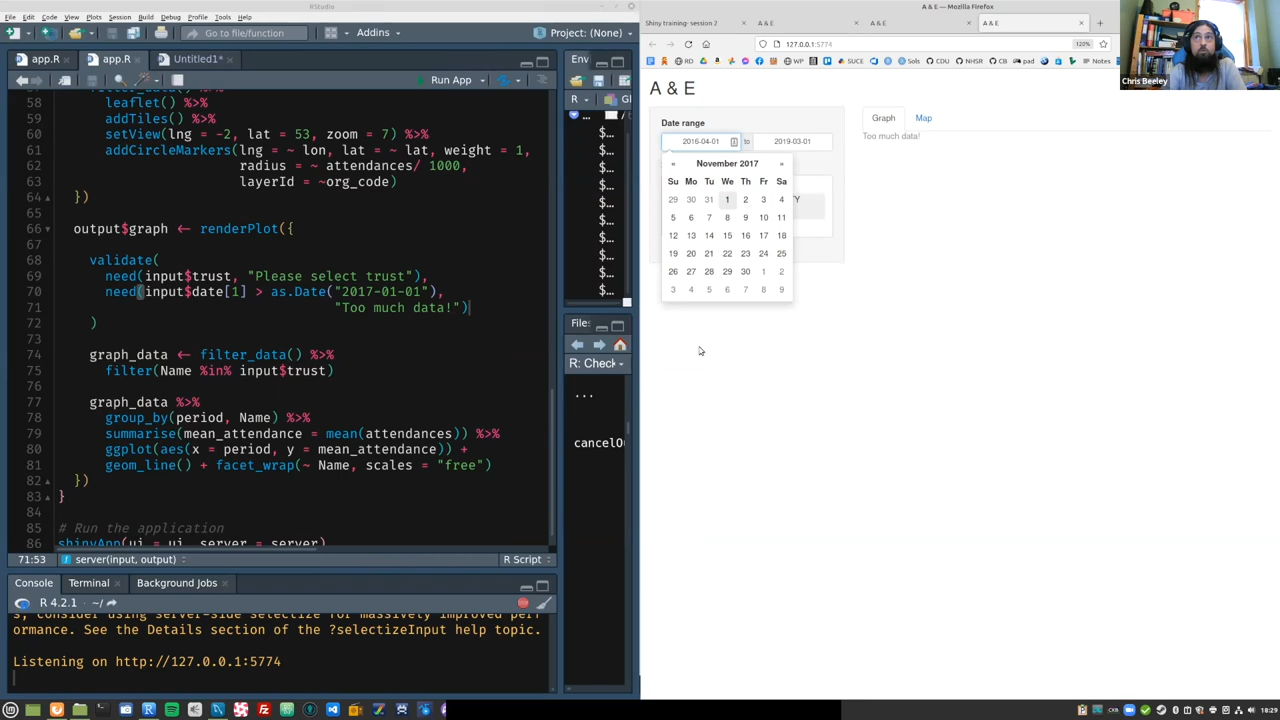 RStudio
File Edit Code View Plots Session Build Debug Profile Tools Help
Go to file/function
Addins
Project: (None)
app.R
app.R
Untitled1*
Run App
58
leaflet() %>%
59
addTiles() %>%
60
setView(lng = -2, lat = 53, zoom = 7) %>%
61
addCircleMarkers(lng = ~ lon, lat = ~ lat, weight = 1,
62
radius = ~ attendances/ 1000,
63
layerId = ~org_code)
64
})
65
66
output$graph <- renderPlot({
67
68
validate(
69
need(input$trust, "Please select trust"),
70
need(input$date[1] > as.Date("2017-01-01"),
71
"Too much data!")
72
)
73
74
graph_data <- filter_data() %>%
75
filter(Name %in% input$trust)
76
77
graph_data %>%
78
group_by(period, Name) %>%
79
summarise(mean_attendance = mean(attendances)) %>%
80
ggplot(aes(x = period, y = mean_attendance)) +
81
geom_line() + facet_wrap(~ Name, scales = "free")
82
})
83
}
84
85
# Run the application
86
shinyApp(ui = ui, server = server)
71:53
server(input, output)
R Script
Console
Terminal
Background Jobs
R 4.2.1 · ~/
s, consider using server-side selectize for massively improved perf
ormance. See the Details section of the ?selectizeInput help topic.
Listening on http://127.0.0.1:5774
Env
R
Gl
...
$...
$...
$...
$...
$...
$...
$...
$...
$...
Files
R: Check
...
cancelOu
A & E — Mozilla Firefox
Shiny training- session 2
A & E
A & E
A & E
127.0.0.1:5774
120%
RD
WP
SUCE
Sols
CDU
NHSR
CB
pad
Notes
Chris Beeley
A & E
Date range
2016-04-01
to
2019-03-01
« November 2017 »
Su Mo Tu We Th Fr Sa
29 30 31 1 2 3 4
5 6 7 8 9 10 11
12 13 14 15 16 17 18
19 20 21 22 23 24 25
26 27 28 29 30 1 2
3 4 5 6 7 8 9
TY
Graph
Map
Too much data!
18:29